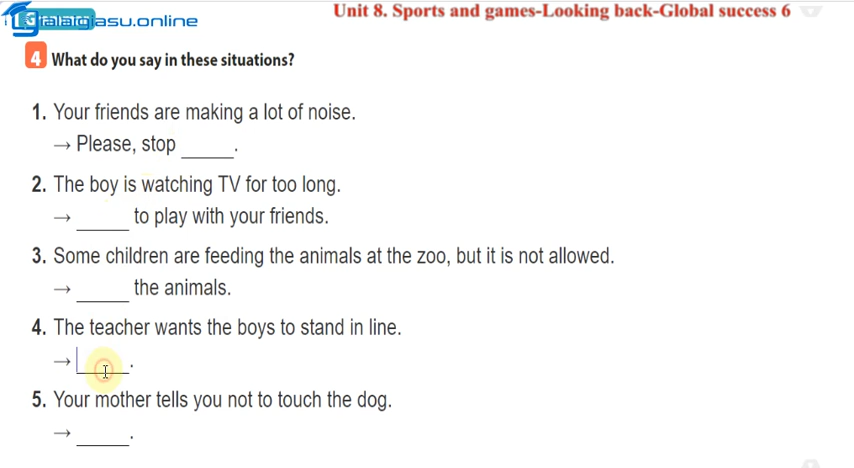 Gialaigiasu.online
Unit 8. Sports and games-Looking back-Global success 6
4 What do you say in these situations?
1. Your friends are making a lot of noise.
→ Please, stop _____.
2. The boy is watching TV for too long.
→ _____ to play with your friends.
3. Some children are feeding the animals at the zoo, but it is not allowed.
→ _____ the animals.
4. The teacher wants the boys to stand in line.
→ _____.
5. Your mother tells you not to touch the dog.
→ _____.